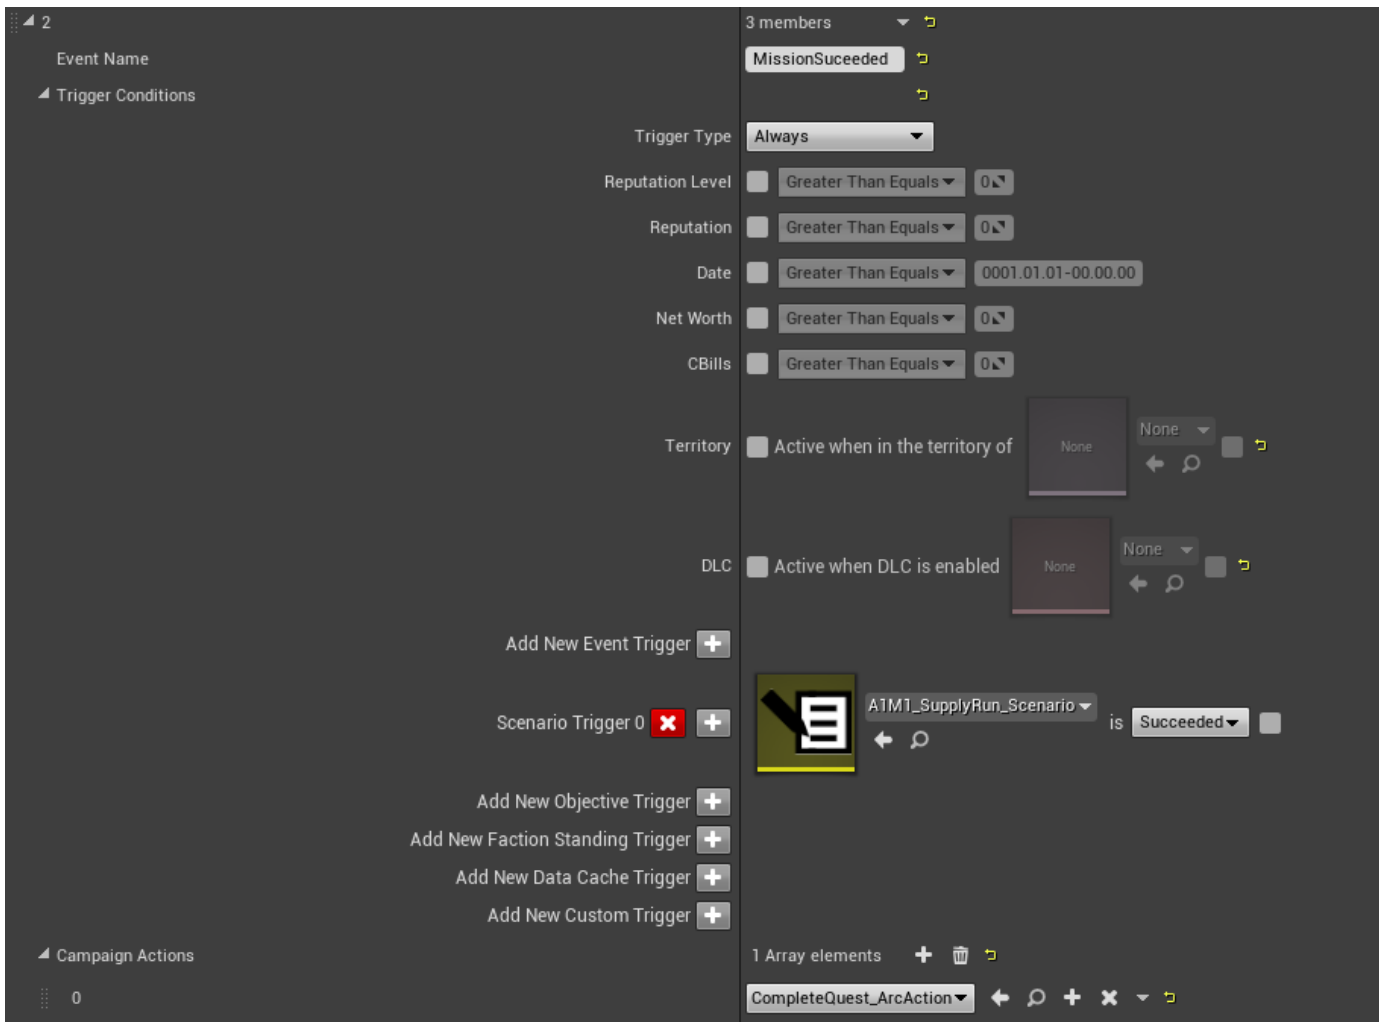 2 3 members
Event Name MissionSuceeded
Trigger Conditions
Trigger Type Always
Reputation Level Greater Than Equals 0
Reputation Greater Than Equals 0
Date Greater Than Equals 0001.01.01-00.00.00
Net Worth Greater Than Equals 0
CBills Greater Than Equals 0
Territory Active when in the territory of None None
DLC Active when DLC is enabled None None
Add New Event Trigger
Scenario Trigger 0 A1M1_SupplyRun_Scenario is Succeeded
Add New Objective Trigger
Add New Faction Standing Trigger
Add New Data Cache Trigger
Add New Custom Trigger
Campaign Actions 1 Array elements
0 CompleteQuest_ArcAction